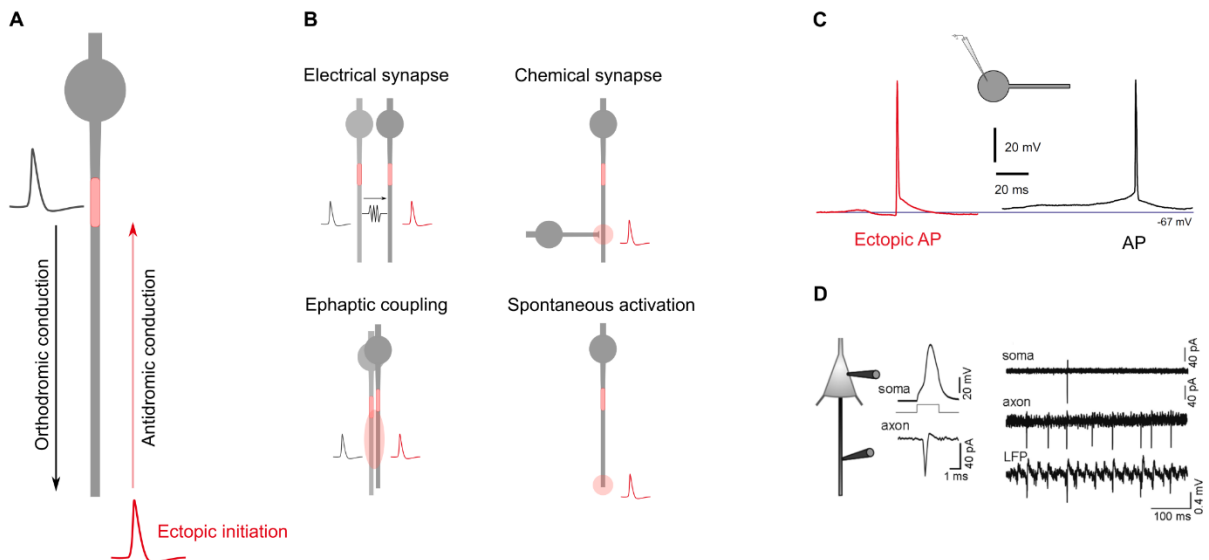 A
Orthodromic conduction
Antidromic conduction
Ectopic initiation
B
Electrical synapse
Chemical synapse
Ephaptic coupling
Spontaneous activation
C
20 mV
20 ms
-67 mV
Ectopic AP
AP
D
soma
20 mV
axon
40 pA
1 ms
soma
40 pA
axon
40 pA
LFP
0.4 mV
100 ms